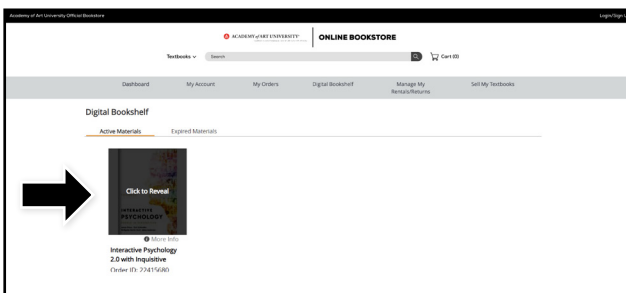 Academy of Art University Official Bookstore
Login/Sign U
ACADEMY of ART UNIVERSITY
ONLINE BOOKSTORE
Textbooks
Search
Cart (0)
Dashboard
My Account
My Orders
Digital Bookshelf
Manage My
Rentals/Returns
Sell My Textbooks
Digital Bookshelf
Active Materials
Expired Materials
Click to Reveal
INTERACTIVE
PSYCHOLOGY
More Info
Interactive Psychology
2.0 with Inquisitive
Order ID: 22415680